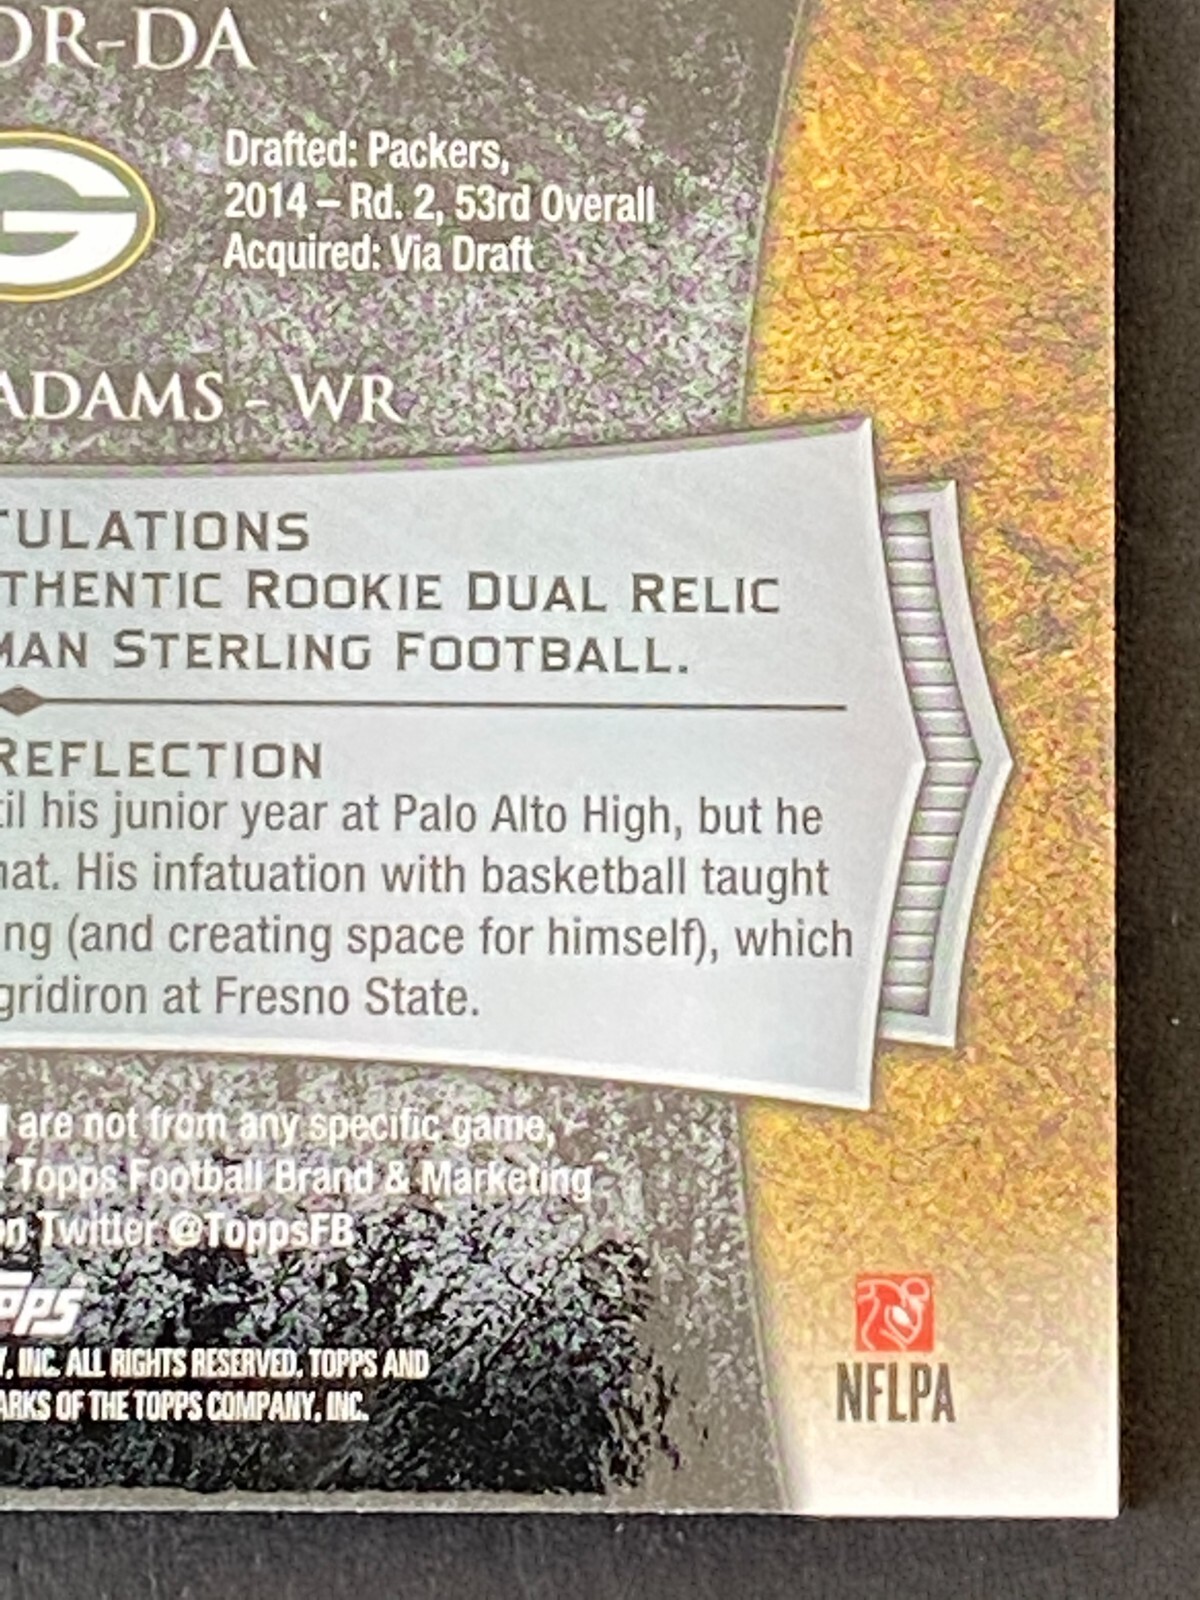 OR-DA
G
Drafted: Packers,
2014 – Rd. 2, 53rd Overall
Acquired: Via Draft
ADAMS - WR
TULATIONS
THENTIC ROOKIE DUAL RELIC
MAN STERLING FOOTBALL.
REFLECTION
til his junior year at Palo Alto High, but he
hat. His infatuation with basketball taught
ng (and creating space for himself), which
gridiron at Fresno State.
are not from any specific game,
Topps Football Brand & Marketing
on Twitter @ToppsFB
PPS
Y, INC. ALL RIGHTS RESERVED. TOPPS AND
ARKS OF THE TOPPS COMPANY, INC.
NFLPA